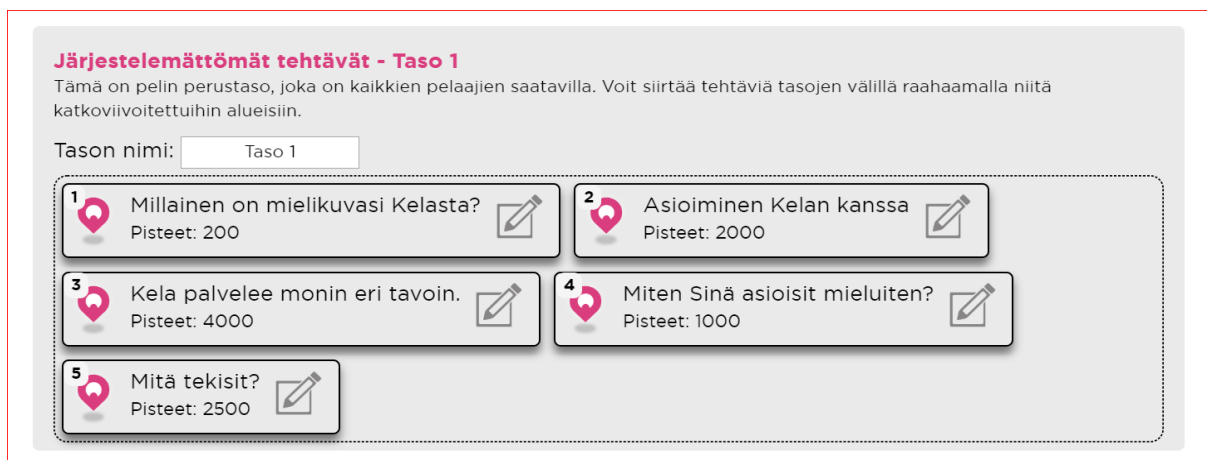 Järjestelemättömät tehtävät - Taso 1
Tämä on pelin perustaso, joka on kaikkien pelaajien saatavilla. Voit siirtää tehtäviä tasojen välillä raahaamalla niitä
katkoviivoitettuihin alueisiin.
Tason nimi: Taso 1
1 Millainen on mielikuvasi Kelasta?
Pisteet: 200
2 Asioiminen Kelan kanssa
Pisteet: 2000
3 Kela palvelee monin eri tavoin.
Pisteet: 4000
4 Miten Sinä asioisit mieluiten?
Pisteet: 1000
5 Mitä tekisit?
Pisteet: 2500